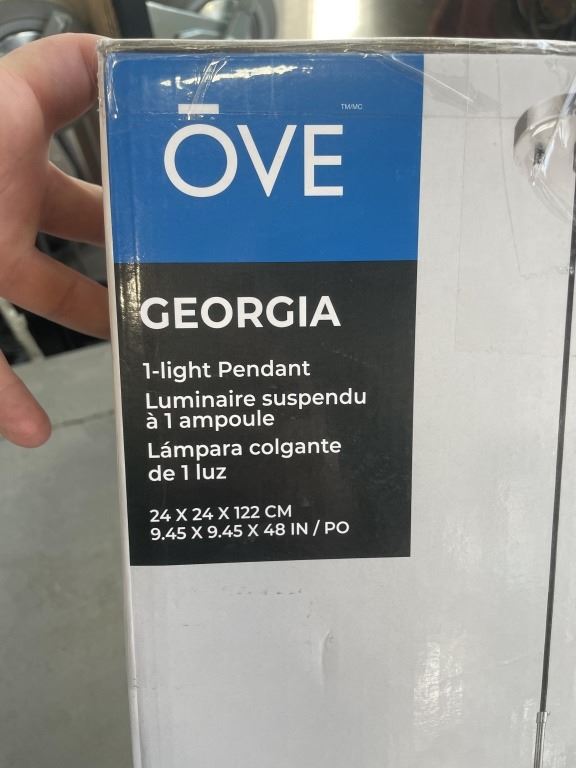 ŌVE
TM/MC
GEORGIA
1-light Pendant
Luminaire suspendu
à 1 ampoule
Lámpara colgante
de 1 luz
24 X 24 X 122 CM
9.45 X 9.45 X 48 IN / PO